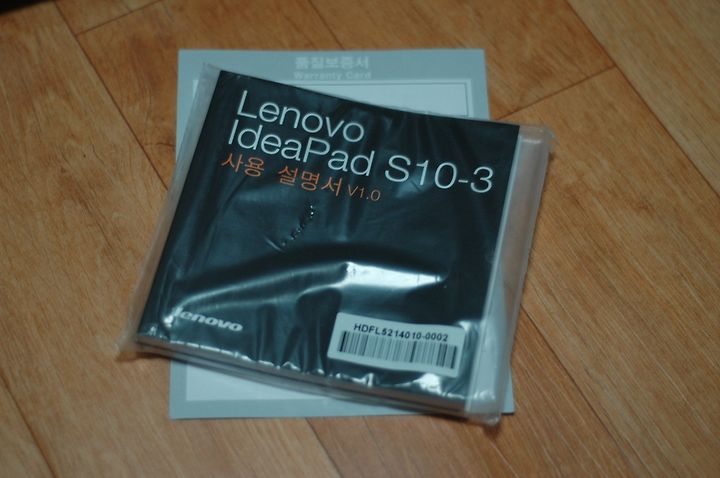 품질보증서
Warranty Card
Lenovo
IdeaPad S10-3
사용 설명서 V1.0
lenovo
HDFL5214010-0002